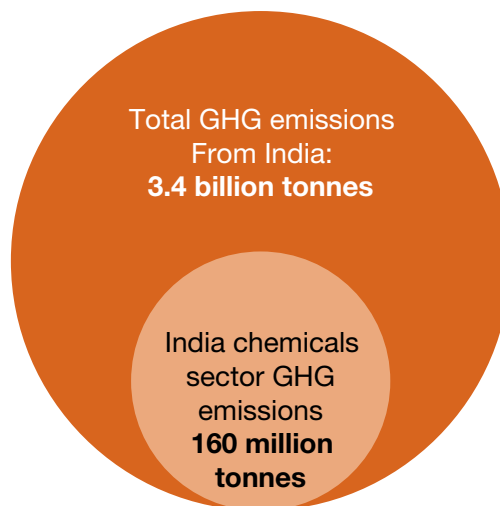 Total GHG emissions
From India:
3.4 billion tonnes
India chemicals
sector GHG
emissions
160 million
tonnes